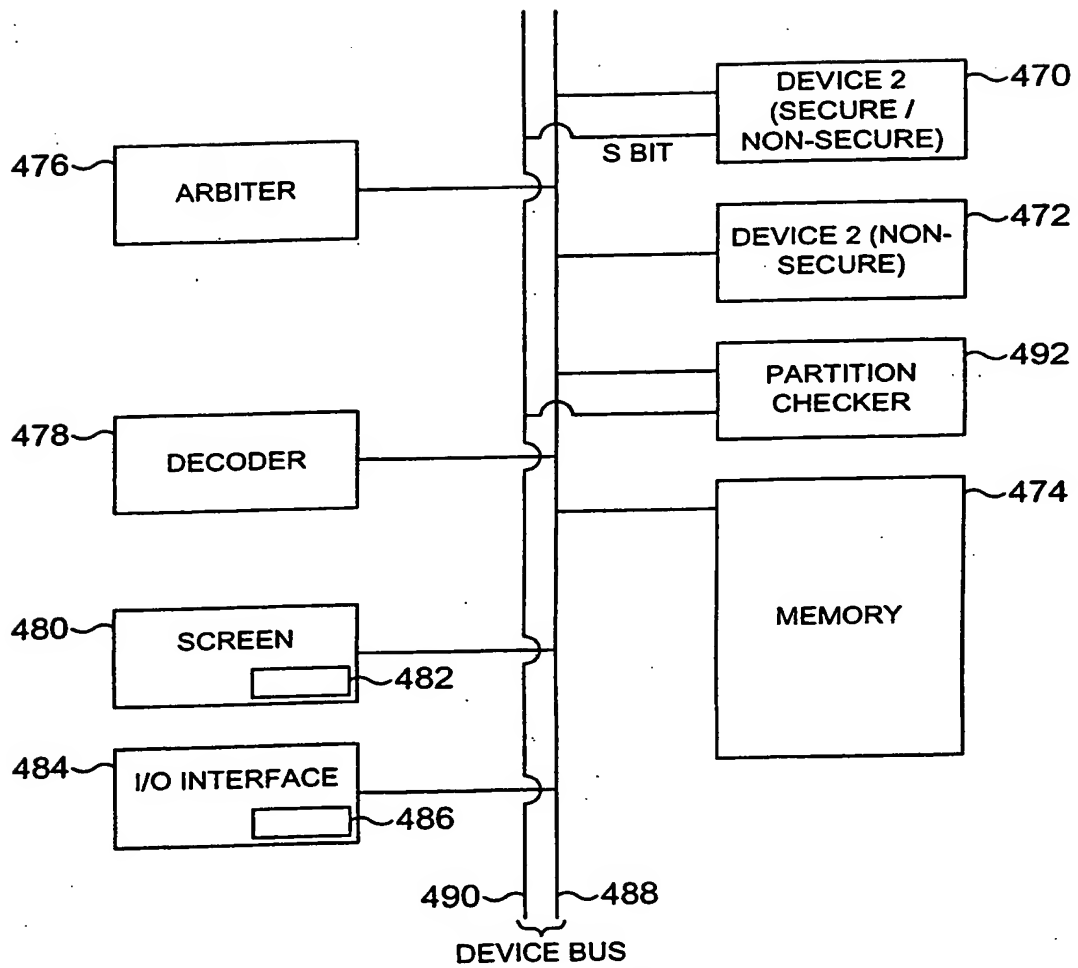 DEVICE 2
(SECURE /
NON-SECURE)
470
S BIT
476
ARBITER
DEVICE 2 (NON-
SECURE)
472
PARTITION
CHECKER
492
478
DECODER
MEMORY
474
480
SCREEN
482
484
I/O INTERFACE
486
490
488
DEVICE BUS